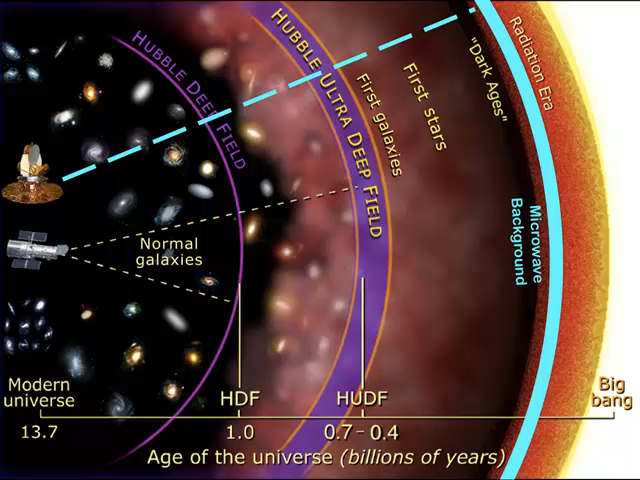 HUBBLE DEEP FIELD
HUBBLE ULTRA DEEP FIELD
First galaxies
First stars
"Dark Ages"
Radiation Era
Microwave
Background
Normal
galaxies
Modern
universe
HDF
HUDF
Big
bang
13.7
1.0
0.7 - 0.4
Age of the universe (billions of years)